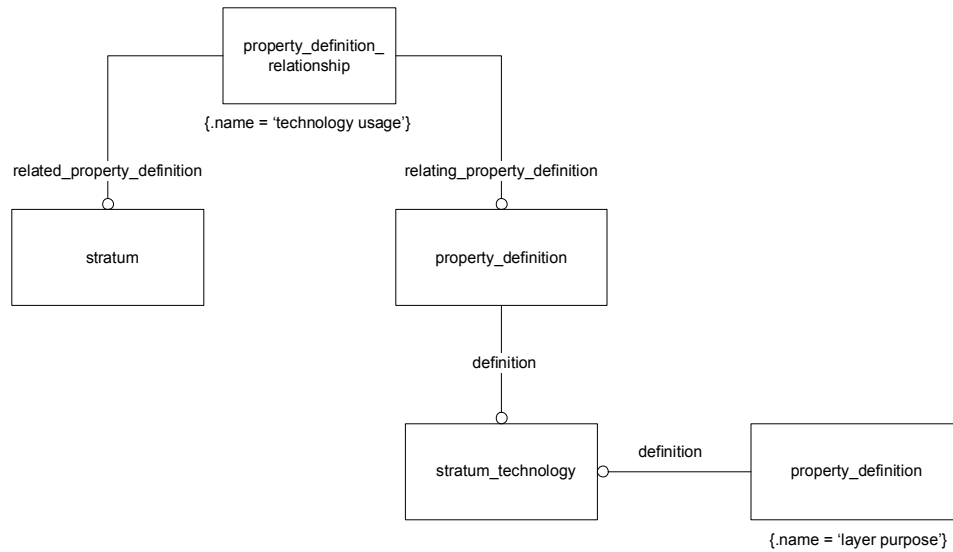 property_definition_
relationship
{.name = ‘technology usage’}
related_property_definition
relating_property_definition
stratum
property_definition
definition
stratum_technology
definition
property_definition
{.name = ‘layer purpose’}